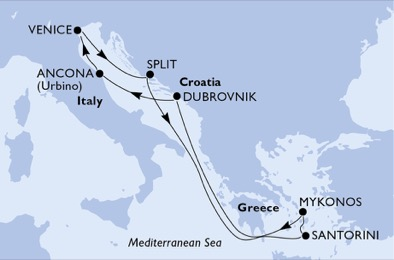 VENICE
SPLIT
ANCONA
(Urbino)
Croatia
DUBROVNIK
Italy
MYKONOS
Greece
SANTORINI
Mediterranean Sea